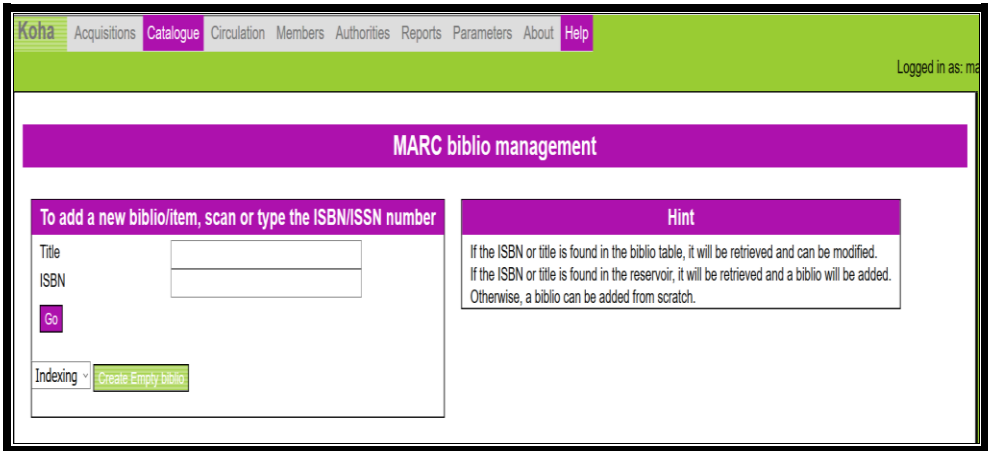 Koha Acquisitions Catalogue Circulation Members Authorities Reports Parameters About Help
Logged in as: ma
MARC biblio management
To add a new biblio/item, scan or type the ISBN/ISSN number
Title
ISBN
Go
Indexing Create Empty biblio
Hint
If the ISBN or title is found in the biblio table, it will be retrieved and can be modified.
If the ISBN or title is found in the reservoir, it will be retrieved and a biblio will be added.
Otherwise, a biblio can be added from scratch.